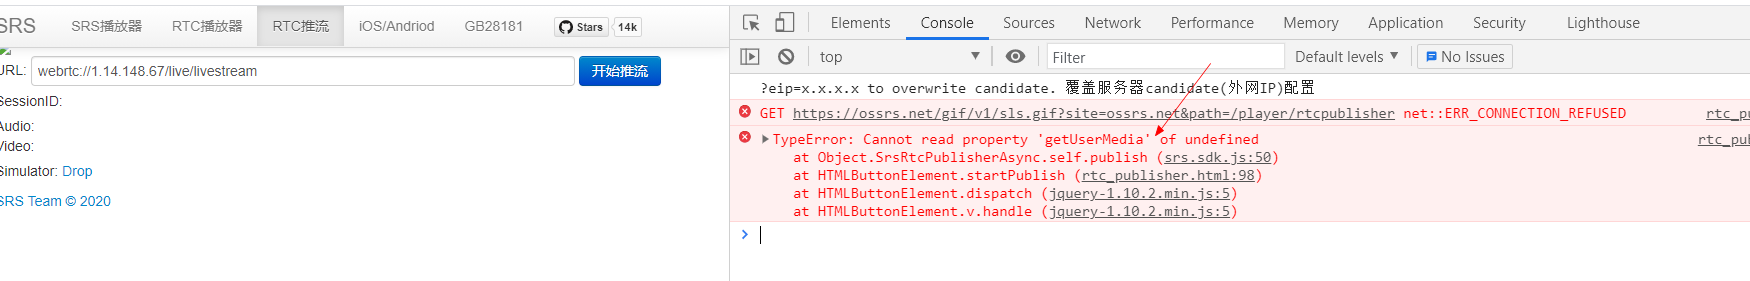 SRS SRS播放器 RTC播放器 RTC推流 iOS/Andriod GB28181 Stars 14k
URL: webrtc://1.14.148.67/live/livestream 开始推流
SessionID:
Audio:
Video:
Simulator: Drop
SRS Team © 2020
Elements Console Sources Network Performance Memory Application Security Lighthouse
top Filter Default levels No Issues
?eip=x.x.x.x to overwrite candidate. 覆盖服务器candidate(外网IP)配置
GET https://ossrs.net/gif/v1/sls.gif?site=ossrs.net&path=/player/rtcpublisher net::ERR_CONNECTION_REFUSED rtc_pu
TypeError: Cannot read property 'getUserMedia' of undefined rtc_pub
at Object.SrsRtcPublisherAsync.self.publish (srs.sdk.js:50)
at HTMLButtonElement.startPublish (rtc_publisher.html:98)
at HTMLButtonElement.dispatch (jquery-1.10.2.min.js:5)
at HTMLButtonElement.v.handle (jquery-1.10.2.min.js:5)